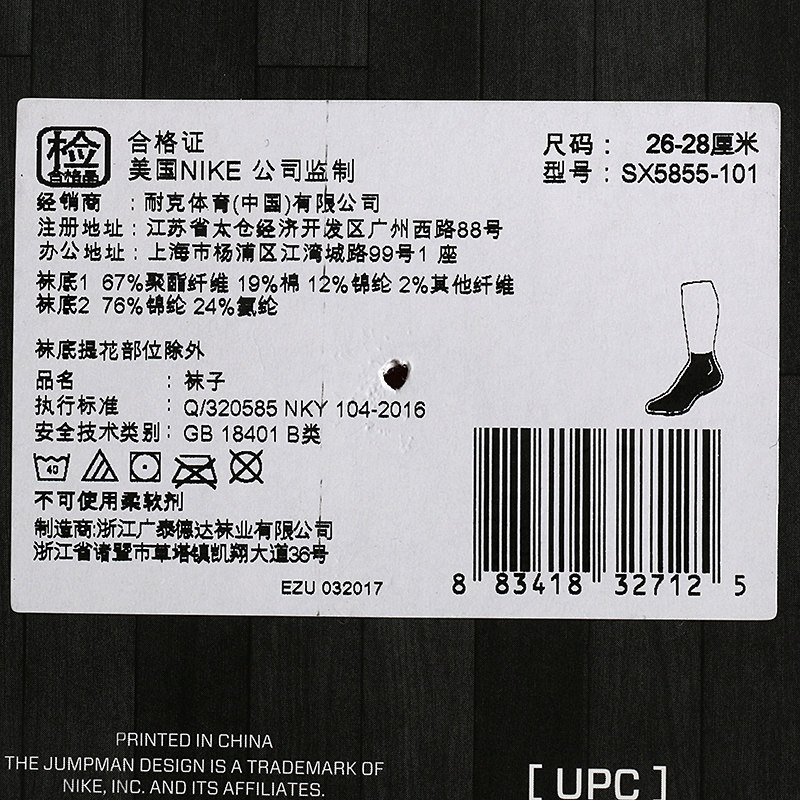 检
合格品
合格证
美国NIKE 公司监制
尺码： 26-28厘米
型号：SX5855-101
经销商 ：耐克体育(中国)有限公司
注册地址：江苏省太仓经济开发区广州西路88号
办公地址：上海市杨浦区江湾城路99号1 座
袜底1 67%聚酯纤维 19%棉 12%锦纶 2%其他纤维
袜底2 76%锦纶 24%氨纶
袜底提花部位除外
品名 ：袜子
执行标准 ：Q/320585 NKY 104-2016
安全技术类别：GB 18401 B类
40
不可使用柔软剂
制造商:浙江广泰德达袜业有限公司
浙江省诸暨市草塔镇凯翔大道36号
EZU 032017
8 83418 32712 5
PRINTED IN CHINA
THE JUMPMAN DESIGN IS A TRADEMARK OF
NIKE, INC. AND ITS AFFILIATES.
[ UPC ]